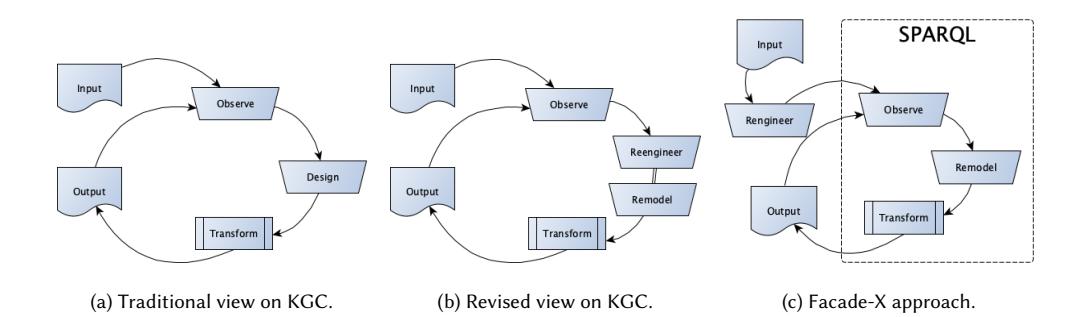 Input
Observe
Design
Transform
Output
(a) Traditional view on KGC.
Input
Observe
Reengineer
Remodel
Transform
Output
(b) Revised view on KGC.
SPARQL
Input
Rengineer
Observe
Remodel
Transform
Output
(c) Facade-X approach.